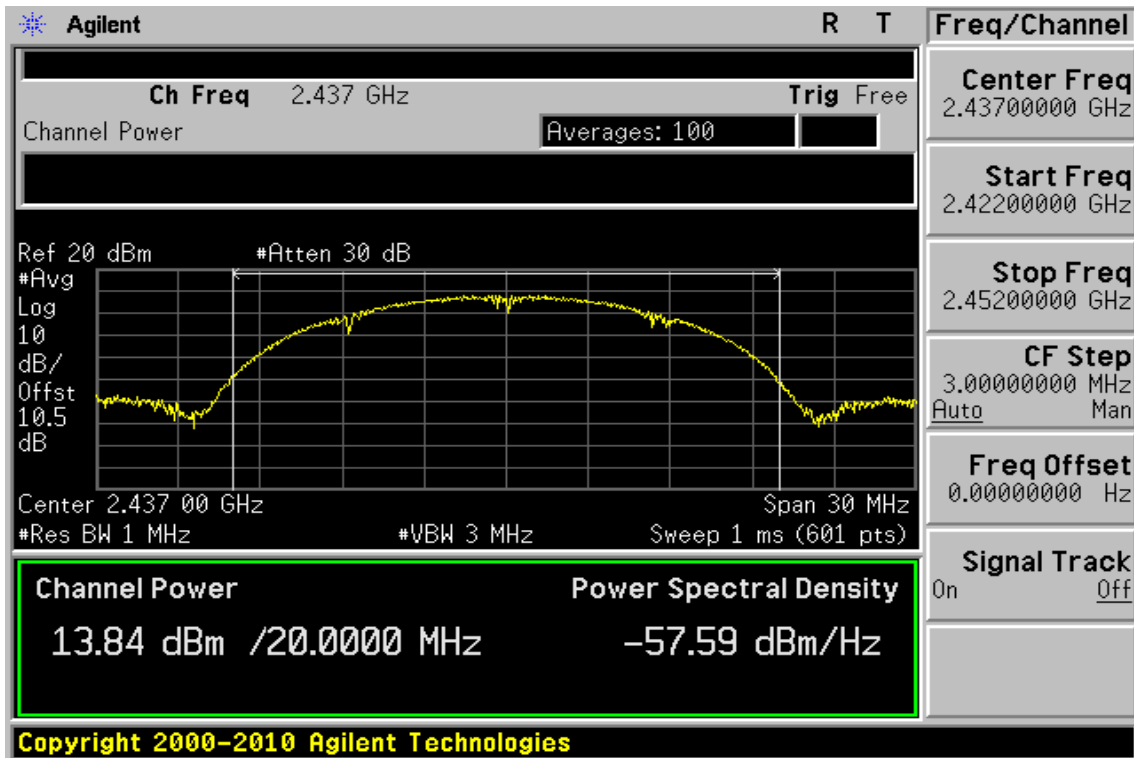 Agilent R T Freq/Channel
Ch Freq 2.437 GHz Trig Free
Channel Power Averages: 100
Ref 20 dBm #Atten 30 dB
#Avg
Log
10
dB/
Offst
10.5
dB
Center 2.437 00 GHz Span 30 MHz
#Res BW 1 MHz #VBW 3 MHz Sweep 1 ms (601 pts)
Channel Power Power Spectral Density
13.84 dBm /20.0000 MHz -57.59 dBm/Hz
Center Freq
2.43700000 GHz
Start Freq
2.42200000 GHz
Stop Freq
2.45200000 GHz
CF Step
3.00000000 MHz
Auto Man
Freq Offset
0.00000000 Hz
Signal Track
On Off
Copyright 2000-2010 Agilent Technologies